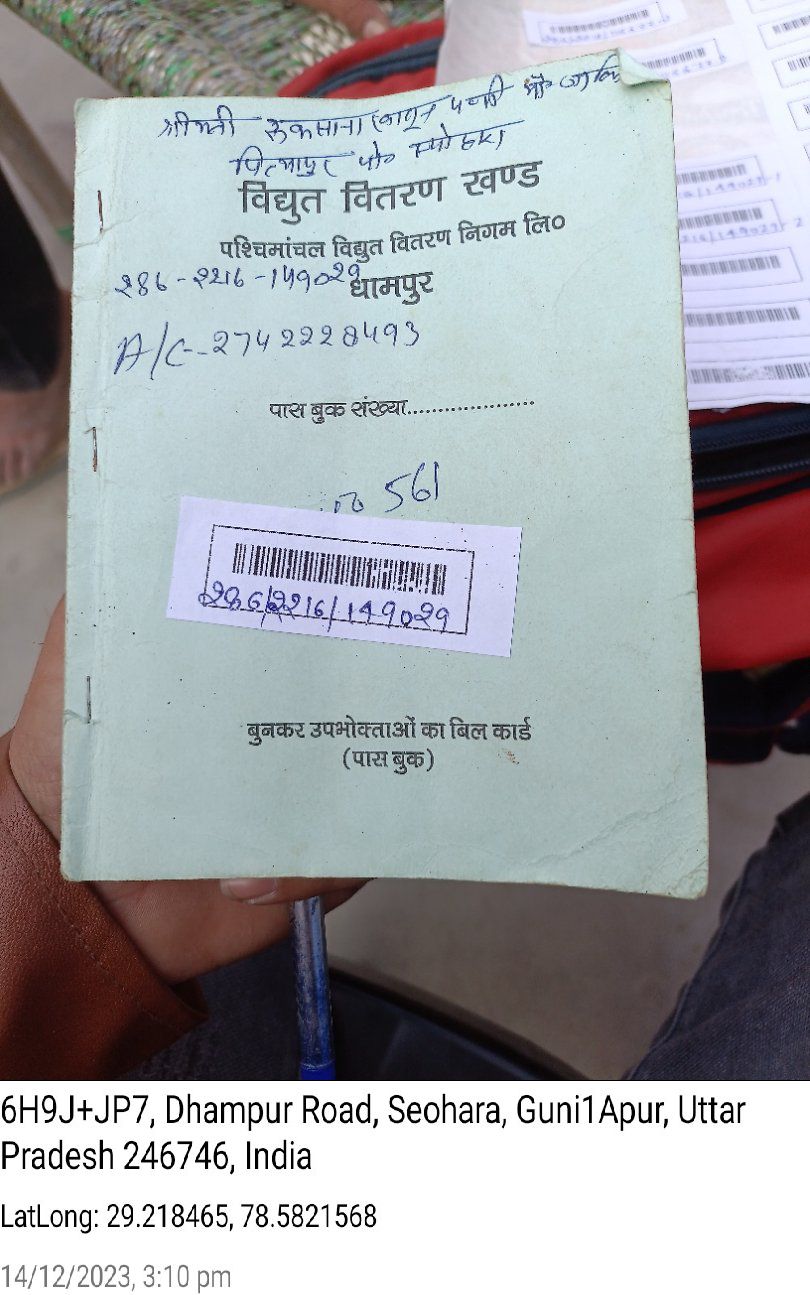 श्रीमती रूकसाना खातून पत्नी मौ०
पित्थापुर पो० स्योहारा
विद्युत वितरण खण्ड
पश्चिमांचल विद्युत वितरण निगम लि०
286-2216-149029
धामपुर
A/C-2742228493
पास बुक संख्या....................
561
286/2216/149029
बुनकर उपभोक्ताओं का बिल कार्ड
(पास बुक)
6H9J+JP7, Dhampur Road, Seohara, Guni1Apur, Uttar
Pradesh 246746, India
LatLong: 29.218465, 78.5821568
14/12/2023, 3:10 pm